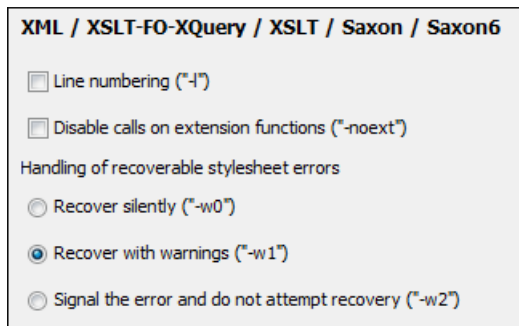 XML / XSLT-FO-XQuery / XSLT / Saxon / Saxon6
Line numbering ("-l")
Disable calls on extension functions ("-noext")
Handling of recoverable stylesheet errors
Recover silently ("-w0")
Recover with warnings ("-w1")
Signal the error and do not attempt recovery ("-w2")